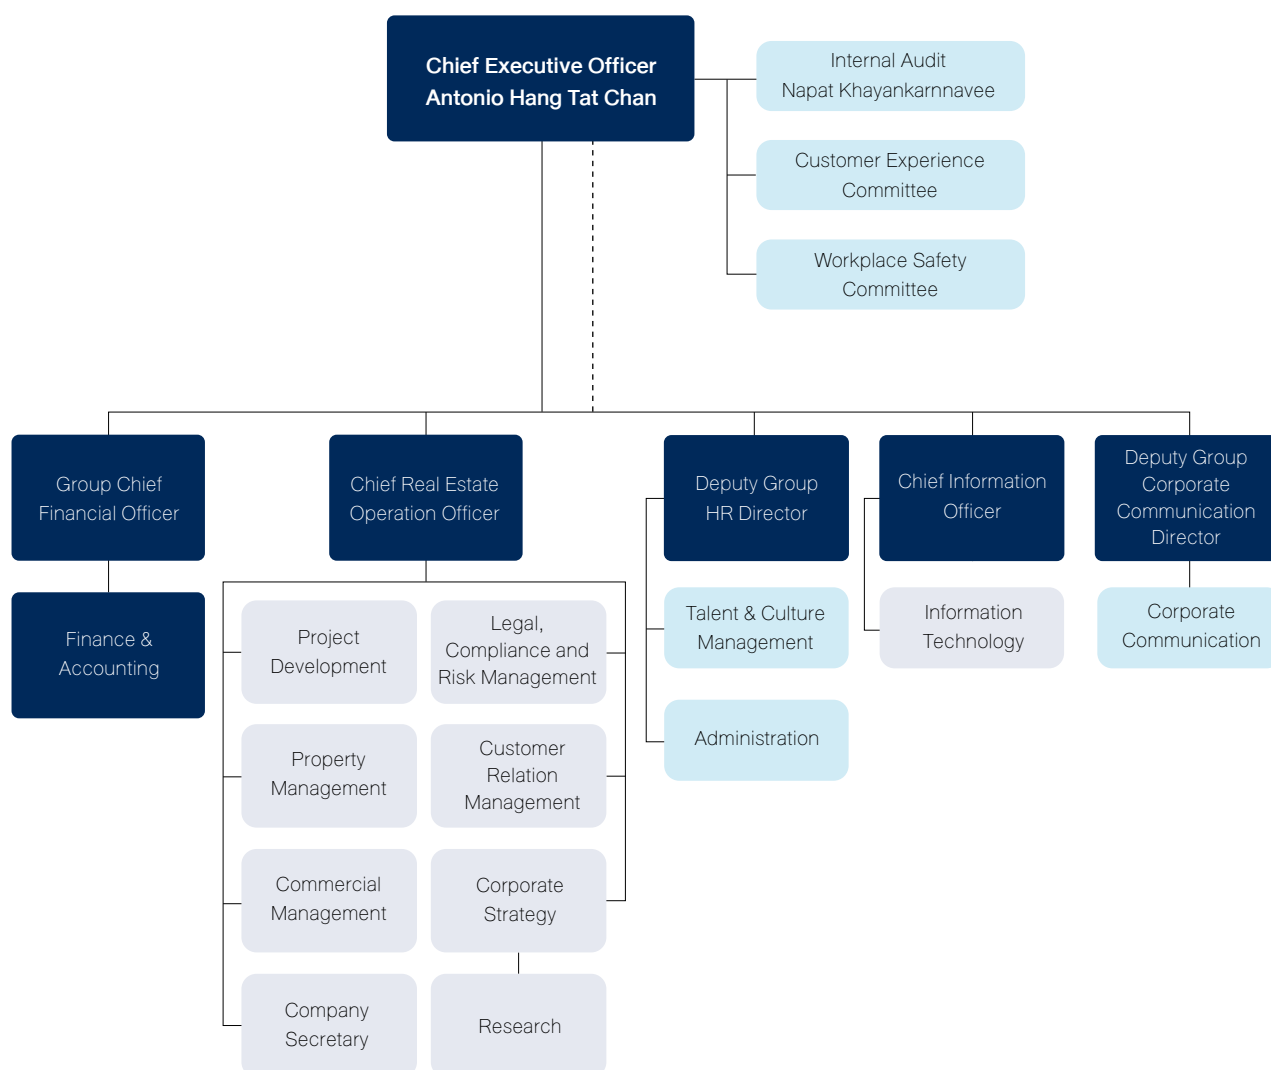 Chief Executive Officer
Antonio Hang Tat Chan
Internal Audit
Napat Khayankarnnavee
Customer Experience
Committee
Workplace Safety
Committee
Group Chief
Financial Officer
Chief Real Estate
Operation Officer
Deputy Group
HR Director
Chief Information
Officer
Deputy Group
Corporate
Communication
Director
Finance &
Accounting
Project
Development
Legal,
Compliance and
Risk Management
Talent & Culture
Management
Information
Technology
Corporate
Communication
Property
Management
Customer
Relation
Management
Administration
Commercial
Management
Corporate
Strategy
Company
Secretary
Research